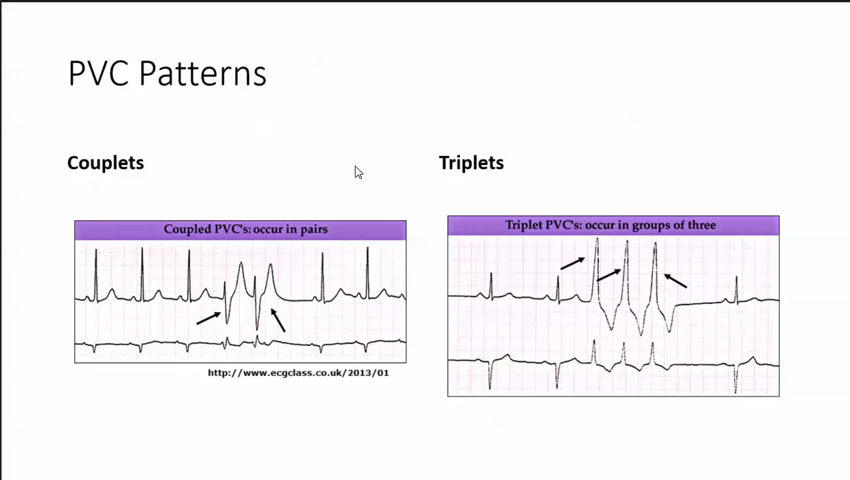 PVC Patterns
Couplets
Coupled PVC's: occur in pairs
http://www.ecgclass.co.uk/2013/01
Triplets
Triplet PVC's: occur in groups of three